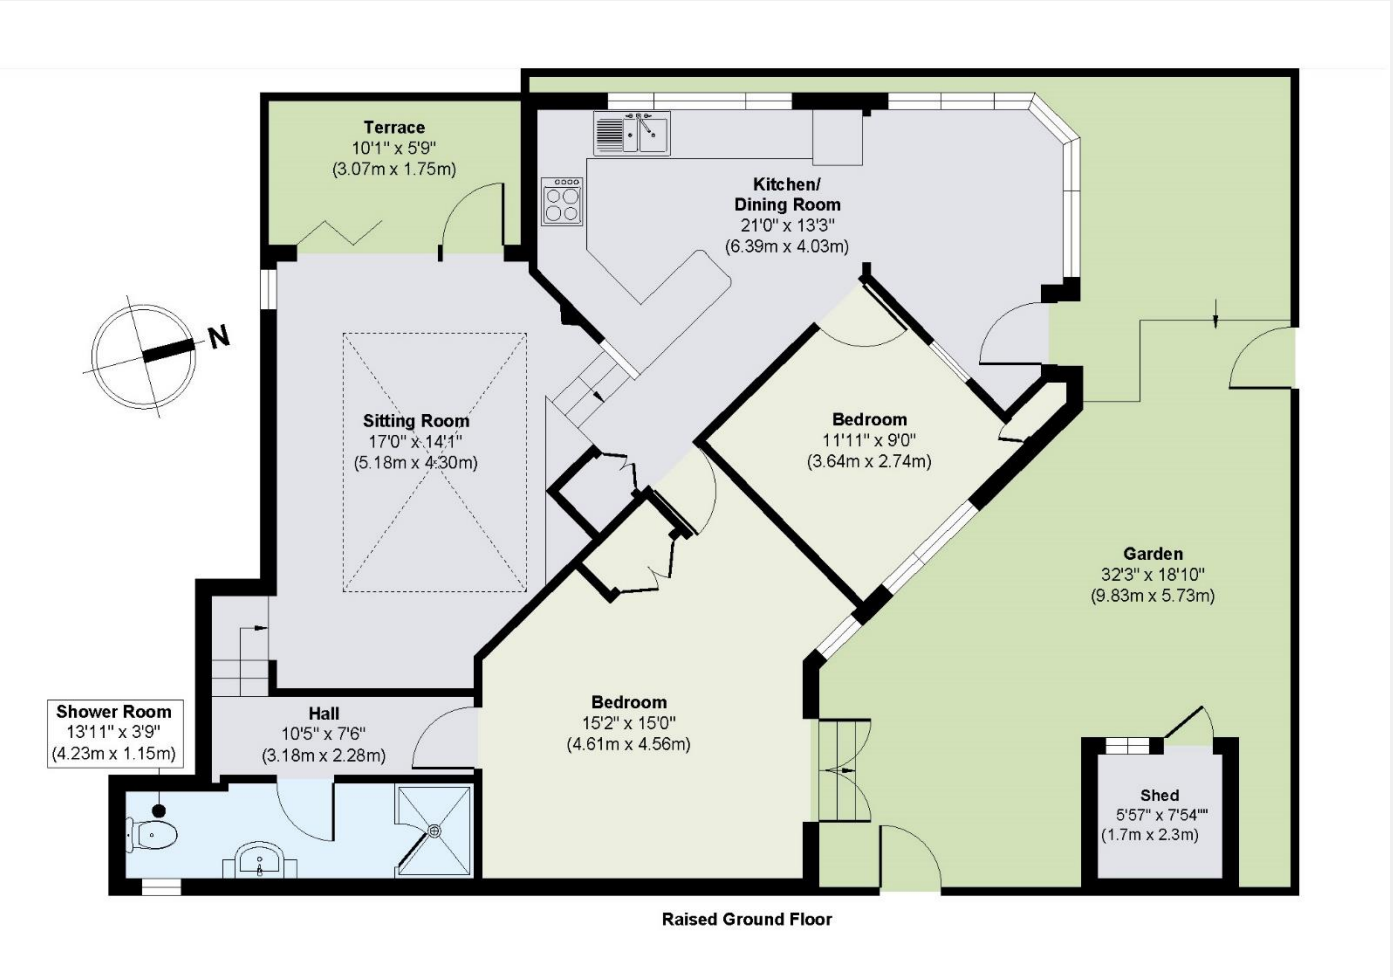 Terrace
10'1" x 5'9"
(3.07m x 1.75m)
Kitchen/
Dining Room
21'0" x 13'3"
(6.39m x 4.03m)
N
Sitting Room
17'0" x 14'1"
(5.18m x 4.30m)
Bedroom
11'11" x 9'0"
(3.64m x 2.74m)
Garden
32'3" x 18'10"
(9.83m x 5.73m)
Shower Room
13'11" x 3'9"
(4.23m x 1.15m)
Hall
10'5" x 7'6"
(3.18m x 2.28m)
Bedroom
15'2" x 15'0"
(4.61m x 4.56m)
Shed
5'57" x 7'54""
(1.7m x 2.3m)
Raised Ground Floor